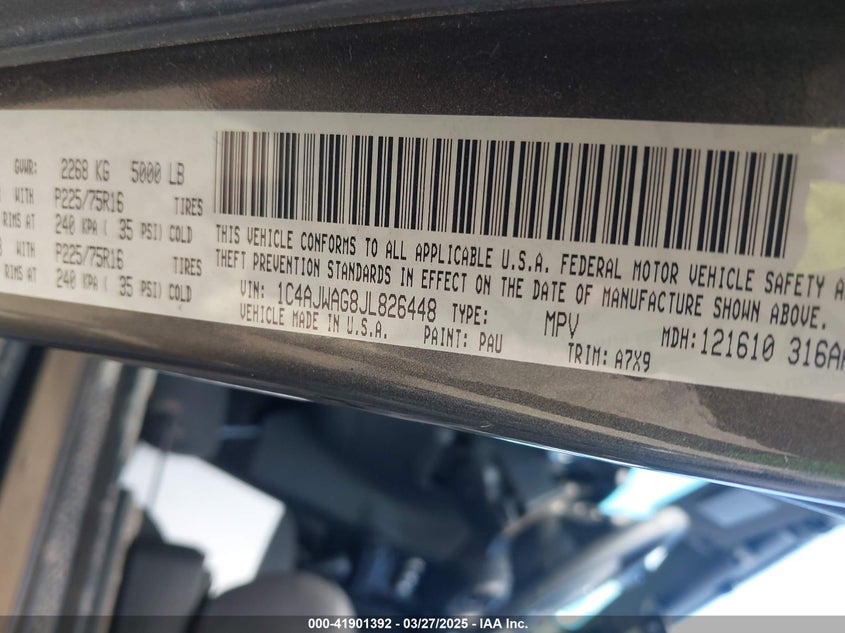 GVWR: 2268 KG 5000 LB
WITH P225/75R16 TIRES
RIMS AT 240 KPA ( 35 PSI) COLD
WITH P225/75R16 TIRES
RIMS AT 240 KPA ( 35 PSI) COLD
THIS VEHICLE CONFORMS TO ALL APPLICABLE U.S.A. FEDERAL MOTOR VEHICLE SAFETY
THEFT PREVENTION STANDARDS IN EFFECT ON THE DATE OF MANUFACTURE SHOWN ABOVE.
VIN: 1C4AJWAG8JL826448 TYPE: MPV MDH: 121610 316A
VEHICLE MADE IN U.S.A. PAINT: PAU TRIM: A7X9
000-41901392 — 03/27/2025 — IAA Inc.